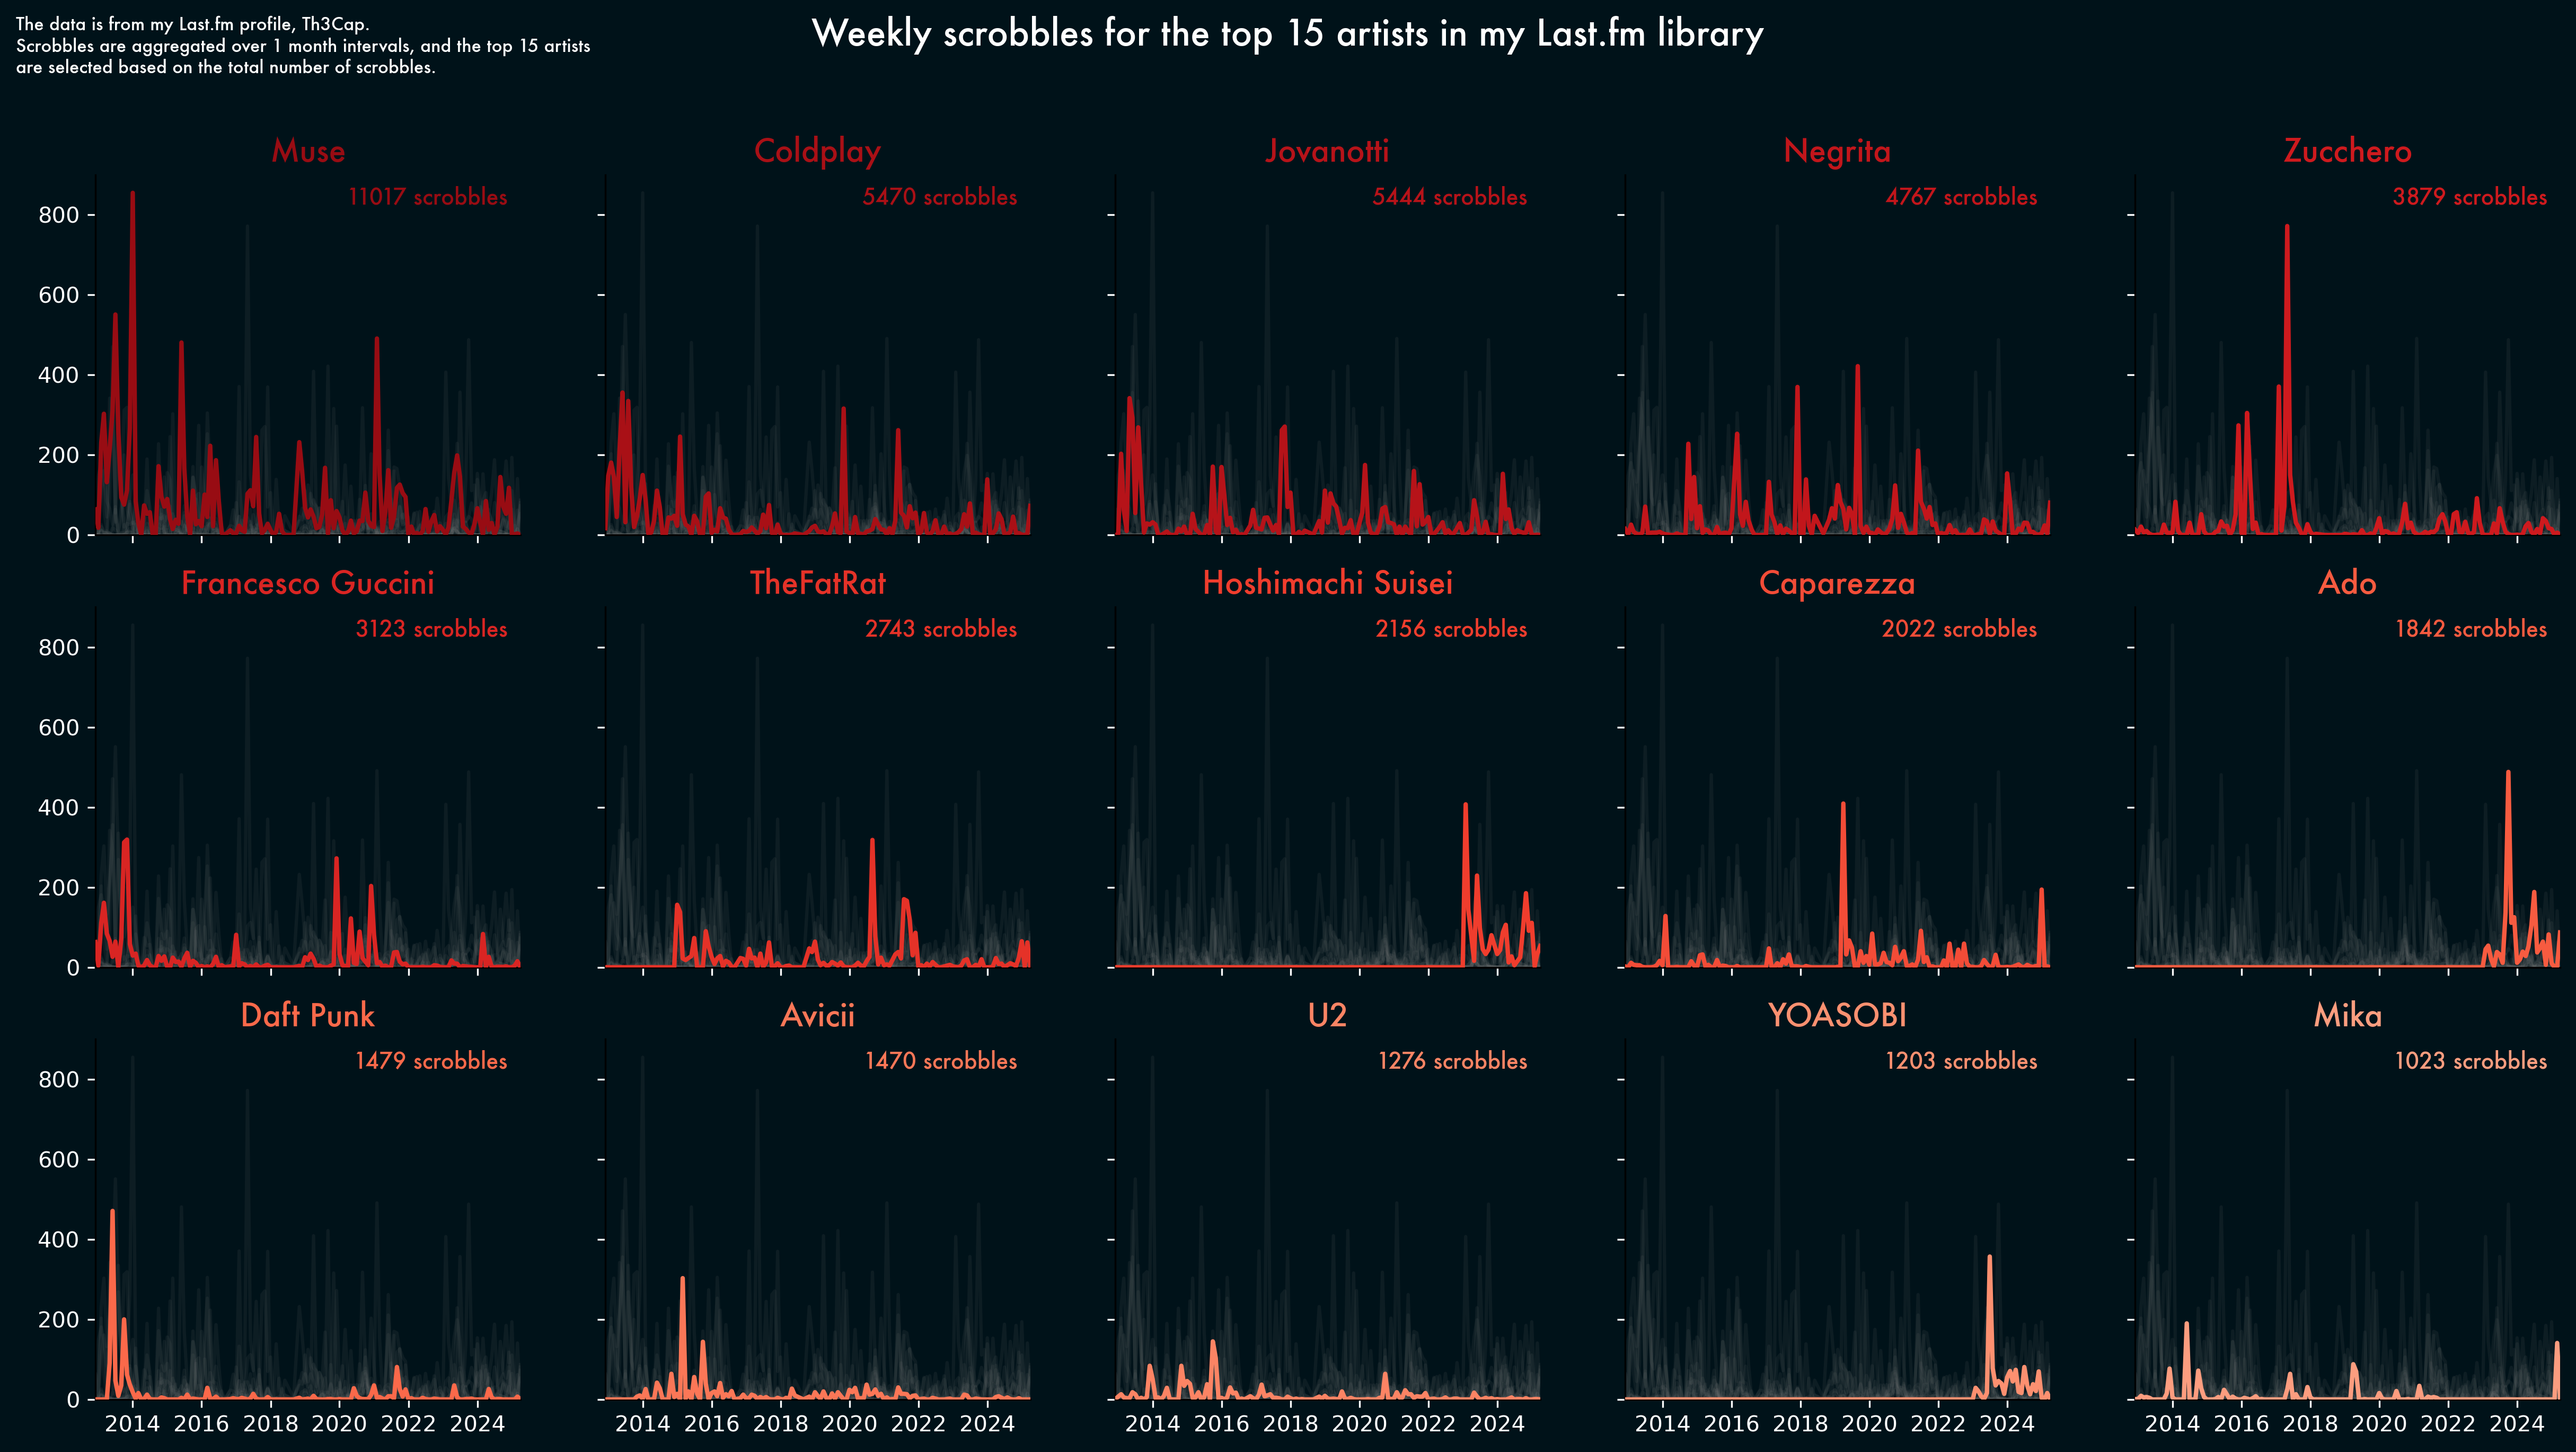 The data is from my Last.fm profile, Th3Cap.
Scrobbles are aggregated over 1 month intervals, and the top 15 artists
are selected based on the total number of scrobbles.
Weekly scrobbles for the top 15 artists in my Last.fm library
Muse
11017 scrobbles
Coldplay
5470 scrobbles
Jovanotti
5444 scrobbles
Negrita
4767 scrobbles
Zucchero
3879 scrobbles
800
600
400
200
0
Francesco Guccini
3123 scrobbles
TheFatRat
2743 scrobbles
Hoshimachi Suisei
2156 scrobbles
Caparezza
2022 scrobbles
Ado
1842 scrobbles
800
600
400
200
0
Daft Punk
1479 scrobbles
Avicii
1470 scrobbles
U2
1276 scrobbles
YOASOBI
1203 scrobbles
Mika
1023 scrobbles
800
600
400
200
0
2014 2016 2018 2020 2022 2024
2014 2016 2018 2020 2022 2024
2014 2016 2018 2020 2022 2024
2014 2016 2018 2020 2022 2024
2014 2016 2018 2020 2022 2024